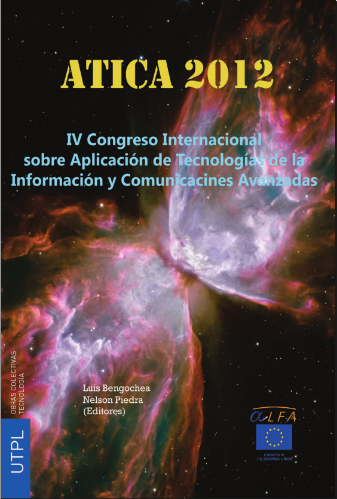 ATICA 2012
IV Congreso Internacional
sobre Aplicación de Tecnologías de la
Información y Comunicacines Avanzadas
Luis Bengochea
Nelson Piedra
(Editores)
OBRAS COLECTIVAS
TECNOLOGÍA
UTPL
ALFA